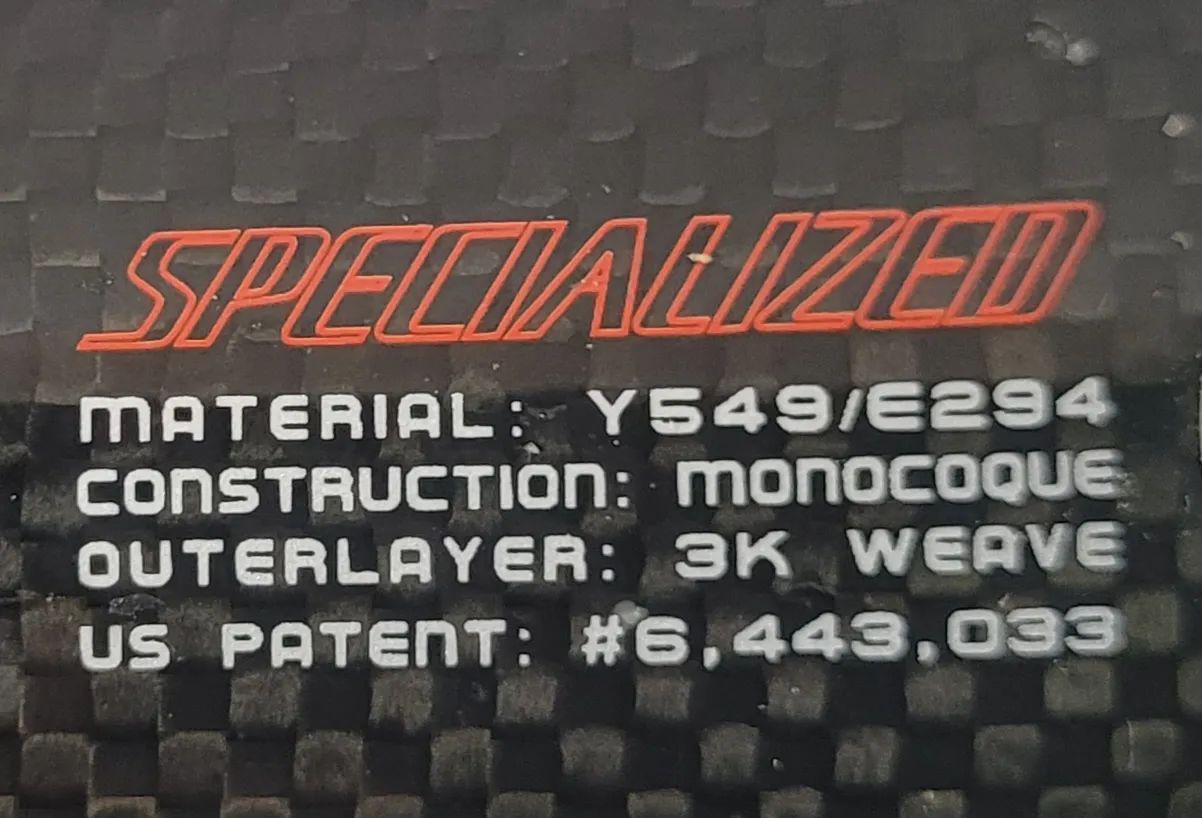 SPECIALIZED
MATERIAL: Y549/E294
CONSTRUCTION: MONOCOQUE
OUTERLAYER: 3K WEAVE
US PATENT: #6,443,033